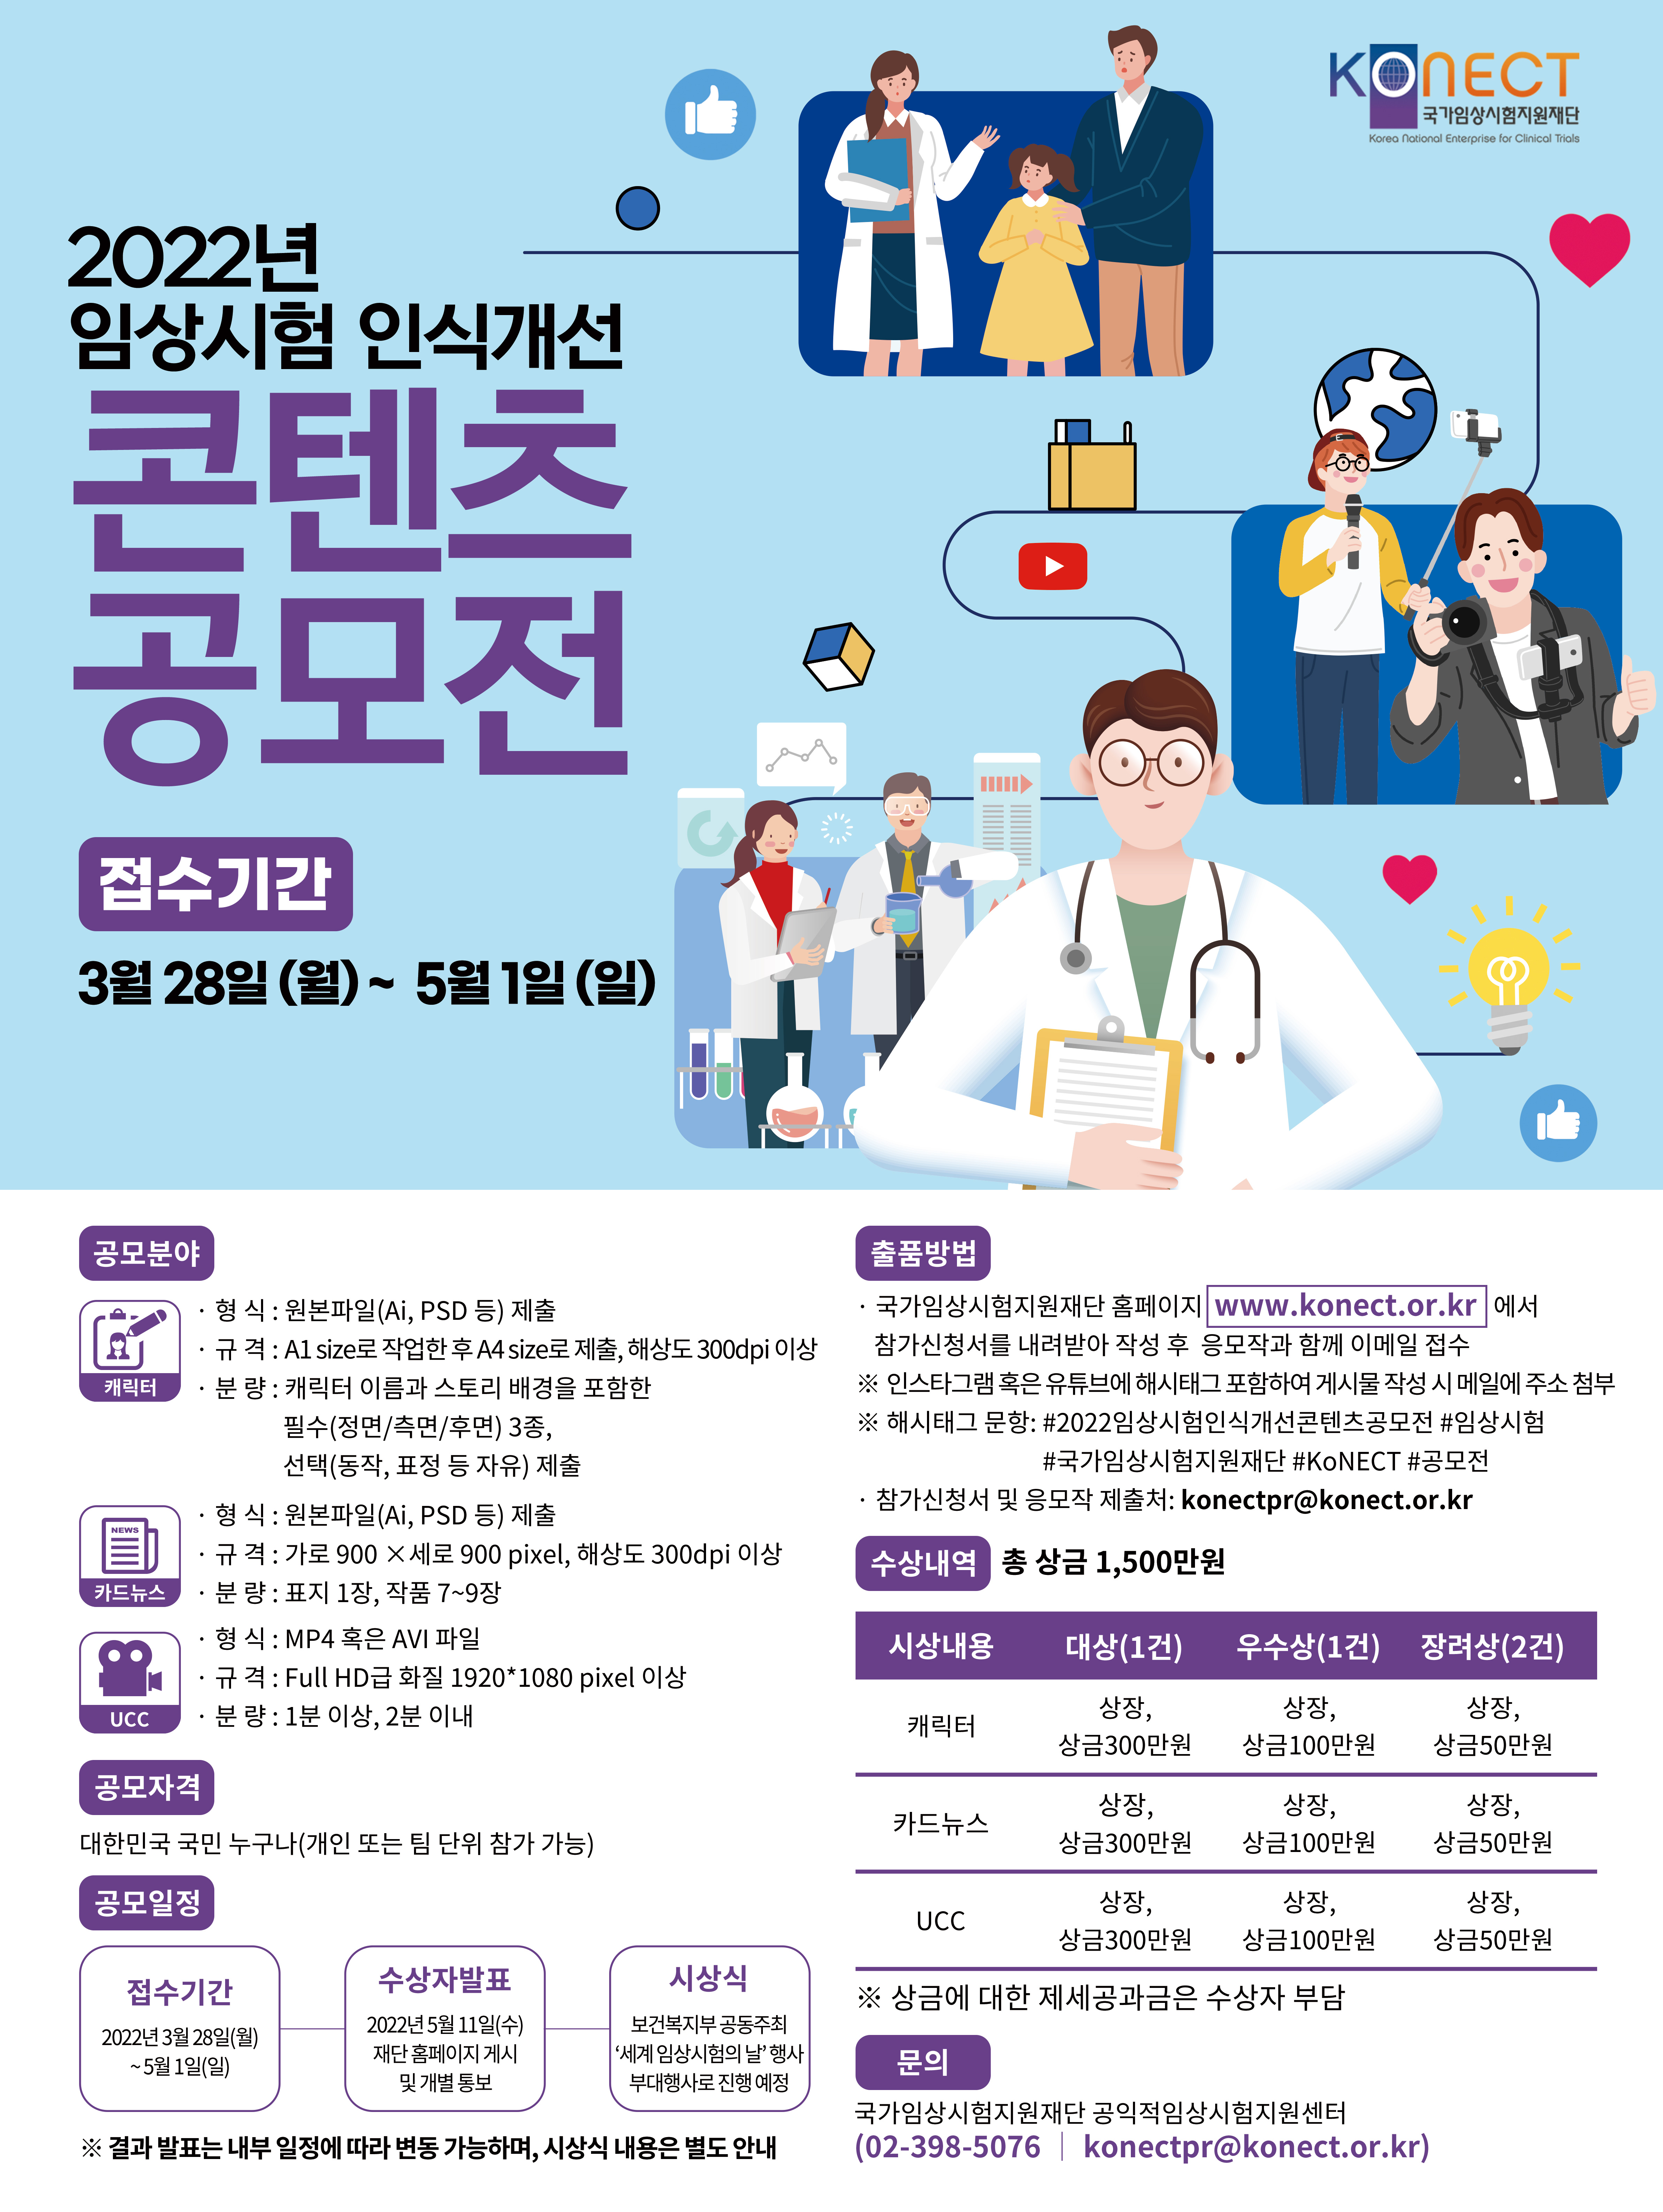 KONECT
국가임상시험지원재단
Korea National Enterprise for Clinical Trials
2022년
임상시험 인식개선
콘텐츠
공모전
접수기간
3월 28일 (월) ~ 5월 1일 (일)
공모분야
캐릭터
· 형 식 : 원본파일(Ai, PSD 등) 제출
· 규 격 : A1 size로 작업한 후 A4 size로 제출, 해상도 300dpi 이상
· 분 량 : 캐릭터 이름과 스토리 배경을 포함한
필수(정면/측면/후면) 3종,
선택(동작, 표정 등 자유) 제출
NEWS
카드뉴스
· 형 식 : 원본파일(Ai, PSD 등) 제출
· 규 격 : 가로 900 ×세로 900 pixel, 해상도 300dpi 이상
· 분 량 : 표지 1장, 작품 7~9장
UCC
· 형 식 : MP4 혹은 AVI 파일
· 규 격 : Full HD급 화질 1920*1080 pixel 이상
· 분 량 : 1분 이상, 2분 이내
공모자격
대한민국 국민 누구나(개인 또는 팀 단위 참가 가능)
공모일정
접수기간
2022년 3월 28일(월)
~ 5월 1일(일)
수상자발표
2022년 5월 11일(수)
재단 홈페이지 게시
및 개별 통보
시상식
보건복지부 공동주최
‘세계 임상시험의 날’ 행사
부대행사로 진행 예정
※ 결과 발표는 내부 일정에 따라 변동 가능하며, 시상식 내용은 별도 안내
출품방법
· 국가임상시험지원재단 홈페이지 www.konect.or.kr 에서
참가신청서를 내려받아 작성 후 응모작과 함께 이메일 접수
※ 인스타그램 혹은 유튜브에 해시태그 포함하여 게시물 작성 시 메일에 주소 첨부
※ 해시태그 문항: #2022임상시험인식개선콘텐츠공모전 #임상시험
#국가임상시험지원재단 #KoNECT #공모전
· 참가신청서 및 응모작 제출처: konectpr@konect.or.kr
수상내역 총 상금 1,500만원
시상내용 대상(1건) 우수상(1건) 장려상(2건)
캐릭터 상장, 상장, 상장,
상금300만원 상금100만원 상금50만원
카드뉴스 상장, 상장, 상장,
상금300만원 상금100만원 상금50만원
UCC 상장, 상장, 상장,
상금300만원 상금100만원 상금50만원
※ 상금에 대한 제세공과금은 수상자 부담
문의
국가임상시험지원재단 공익적임상시험지원센터
(02-398-5076 | konectpr@konect.or.kr)